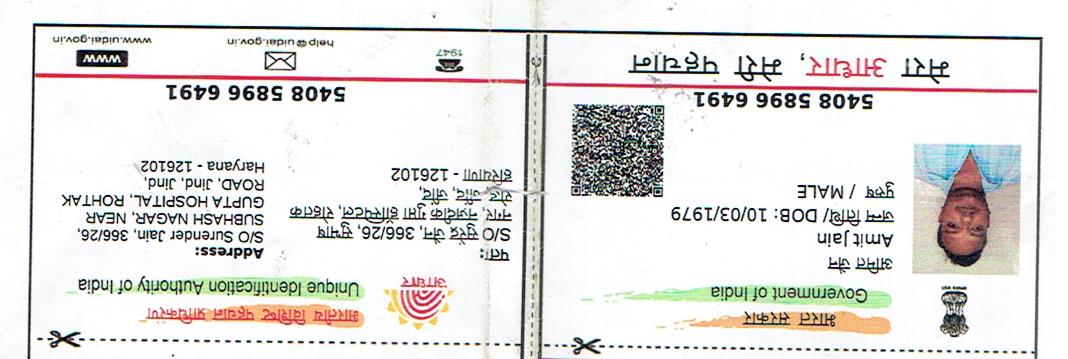 भारत सरकार
Government of India
अमित जैन
Amit Jain
जन्म तिथि/ DOB: 10/03/1979
पुरुष / MALE
5408 5896 6491
मेरा आधार, मेरी पहचान
भारतीय विशिष्ट पहचान प्राधिकरण
Unique Identification Authority of India
आधार
पताः
S/O सुरेंद्र जैन, 366/26, सुभाष
नगर, नज़दीक गुप्ता हॉस्पिटल, रोहतक
रोड, जींद, जींद,
हरियाणा - 126102
Address:
S/O Surender Jain, 366/26,
SUBHASH NAGAR, NEAR
GUPTA HOSPITAL, ROHTAK
ROAD, Jind, Jind,
Haryana - 126102
5408 5896 6491
1947
help@uidai.gov.in
www
www.uidai.gov.in